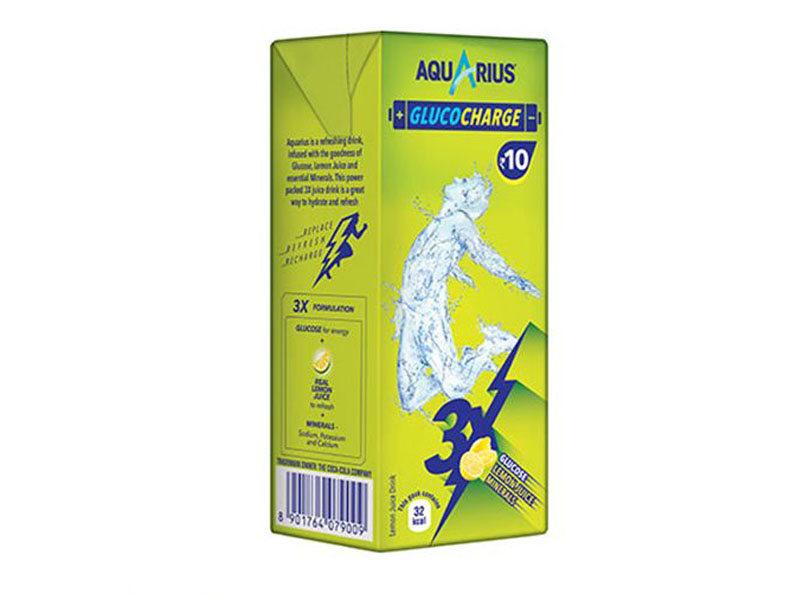 AQUARIUS
+ GLUCOCHARGE –
₹10
3X
GLUCOSE
LEMON JUICE
MINERALS
This pack contains
32
kcal
Lemon Juice Drink
Aquarius is a refreshing drink,
infused with the goodness of
Glucose, Lemon Juice and
essential Minerals. This power
packed 3X juice drink is a great
way to hydrate and refresh
...REPLACE
...REFRESH
...RECHARGE
3X FORMULATION
GLUCOSE for energy
+
REAL
LEMON
JUICE
to refresh
+
MINERALS -
Sodium, Potassium
and Calcium
TRADEMARK OWNER: THE COCA-COLA COMPANY
8 901764 079009